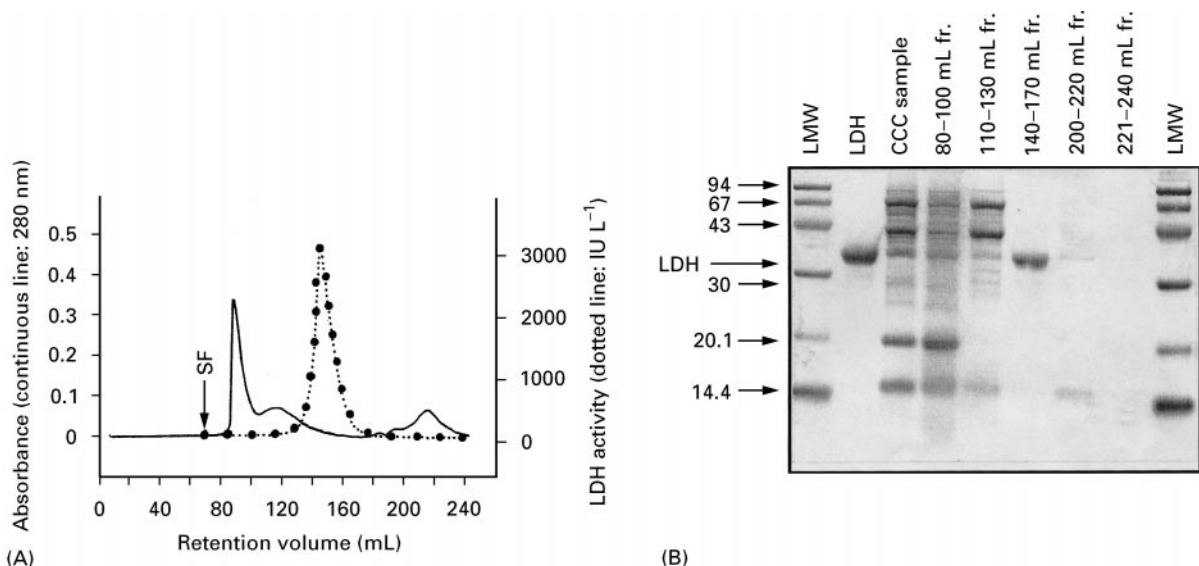 Absorbance (continuous line: 280 nm)
0.5
0.4
0.3
0.2
0.1
0
SF
3000
2000
1000
0
LDH activity (dotted line: IU L⁻¹)
0 40 80 120 160 200 240
Retention volume (mL)
(A)
LMW
LDH
CCC sample
80–100 mL fr.
110–130 mL fr.
140–170 mL fr.
200–220 mL fr.
221–240 mL fr.
LMW
94
67
43
LDH
30
20.1
14.4
(B)